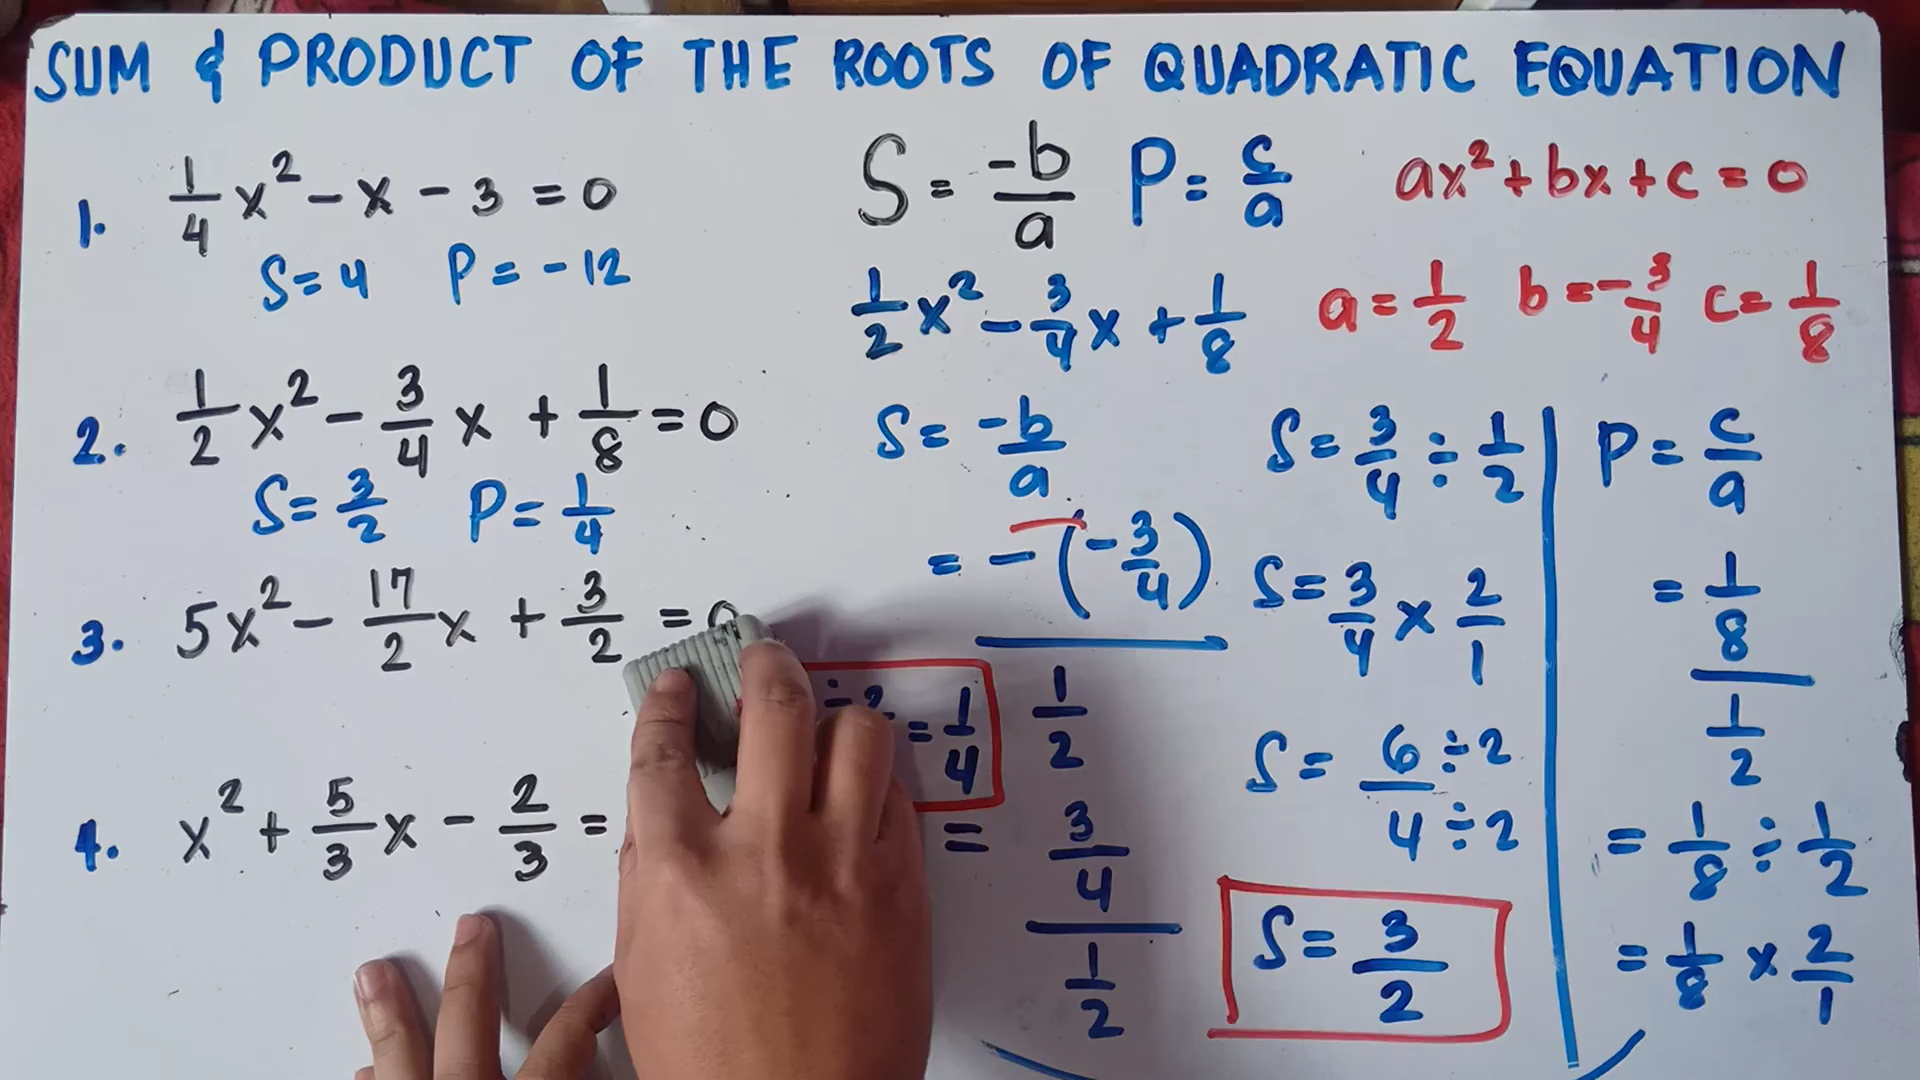 SUM & PRODUCT OF THE ROOTS OF QUADRATIC EQUATION
1. 1/4 x² - x - 3 = 0
S = 4 P = -12
2. 1/2 x² - 3/4 x + 1/8 = 0
S = 3/2 P = 1/4
3. 5x² - 17/2 x + 3/2 = 0
4. x² + 5/3 x - 2/3 =
S = -b/a P = c/a ax² + bx + c = 0
1/2 x² - 3/4 x + 1/8 a = 1/2 b = -3/4 c = 1/8
S = -b/a
= -(-3/4)
1/2
= 3/4
1/2
÷2 = 1/4
S = 3/4 ÷ 1/2
S = 3/4 x 2/1
S = 6 ÷ 2
4 ÷ 2
S = 3/2
P = c/a
= 1/8
1/2
= 1/8 ÷ 1/2
= 1/8 x 2/1